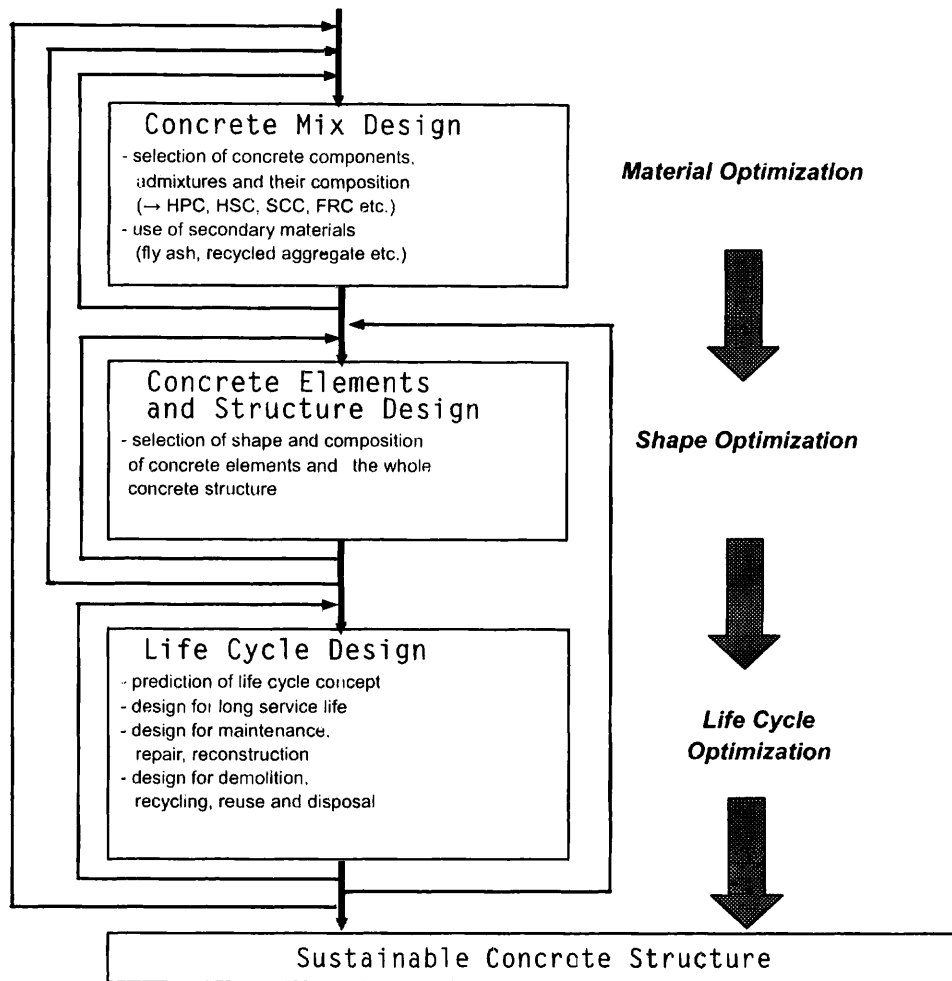 Concrete Mix Design
- selection of concrete components,
admixtures and their composition
(→ HPC, HSC, SCC, FRC etc.)
- use of secondary materials
(fly ash, recycled aggregate etc.)
Material Optimization
Concrete Elements
and Structure Design
- selection of shape and composition
of concrete elements and the whole
concrete structure
Shape Optimization
Life Cycle Design
- prediction of life cycle concept
- design for long service life
- design for maintenance,
repair, reconstruction
- design for demolition,
recycling, reuse and disposal
Life Cycle
Optimization
Sustainable Concrete Structure